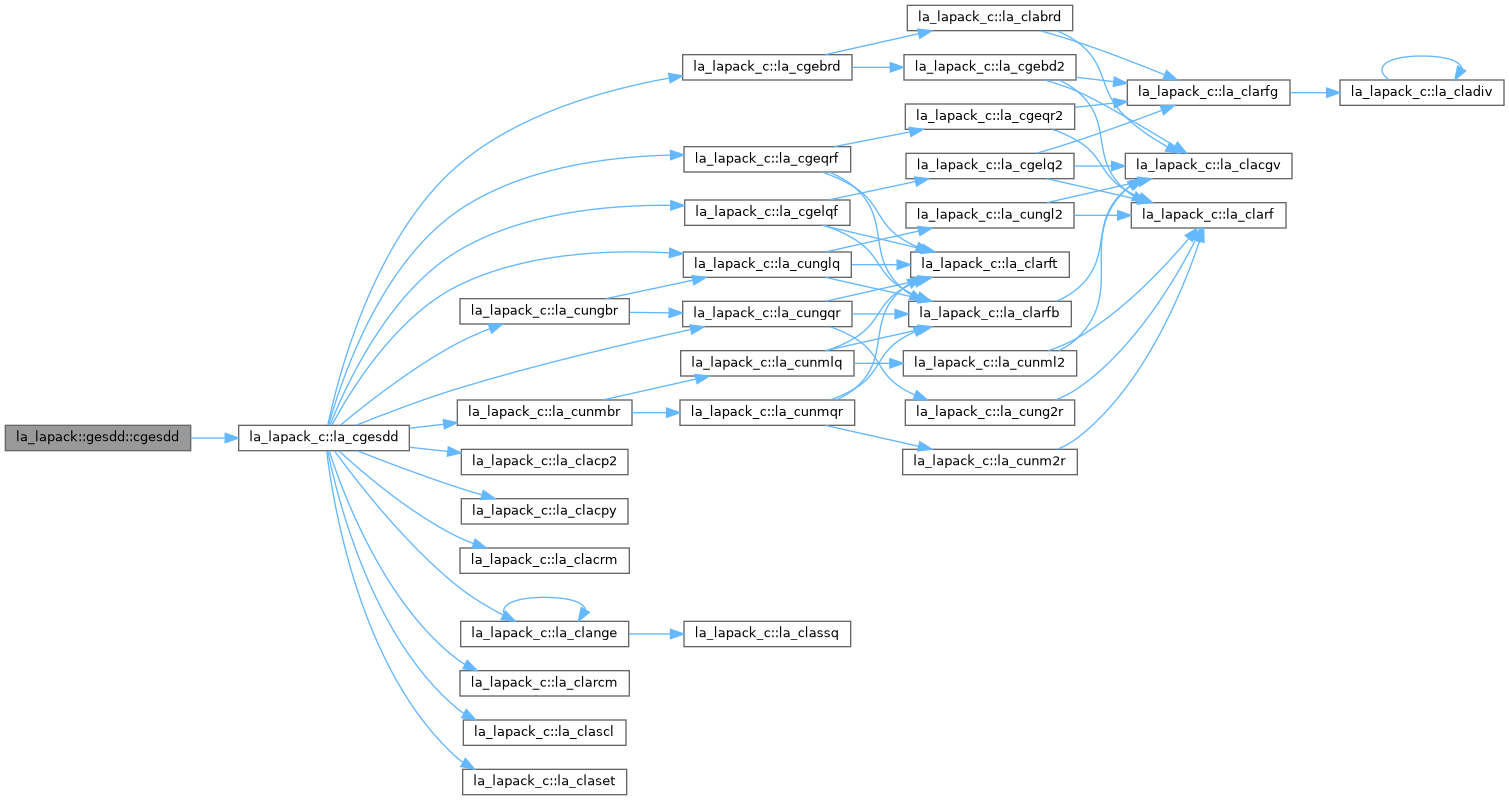 la_lapack::gesdd::cgesdd
la_lapack_c::la_cgesdd
la_lapack_c::la_cungbr
la_lapack_c::la_cunmbr
la_lapack_c::la_clacp2
la_lapack_c::la_clacpy
la_lapack_c::la_clacrm
la_lapack_c::la_clange
la_lapack_c::la_clarcm
la_lapack_c::la_clascl
la_lapack_c::la_claset
la_lapack_c::la_cgebrd
la_lapack_c::la_cgeqrf
la_lapack_c::la_cgelqf
la_lapack_c::la_cunglq
la_lapack_c::la_cungqr
la_lapack_c::la_cunmlq
la_lapack_c::la_cunmqr
la_lapack_c::la_classq
la_lapack_c::la_clabrd
la_lapack_c::la_cgebd2
la_lapack_c::la_cgeqr2
la_lapack_c::la_cgelq2
la_lapack_c::la_cungl2
la_lapack_c::la_clarft
la_lapack_c::la_clarfb
la_lapack_c::la_cunml2
la_lapack_c::la_cung2r
la_lapack_c::la_cunm2r
la_lapack_c::la_clarfg
la_lapack_c::la_clacgv
la_lapack_c::la_clarf
la_lapack_c::la_cladiv